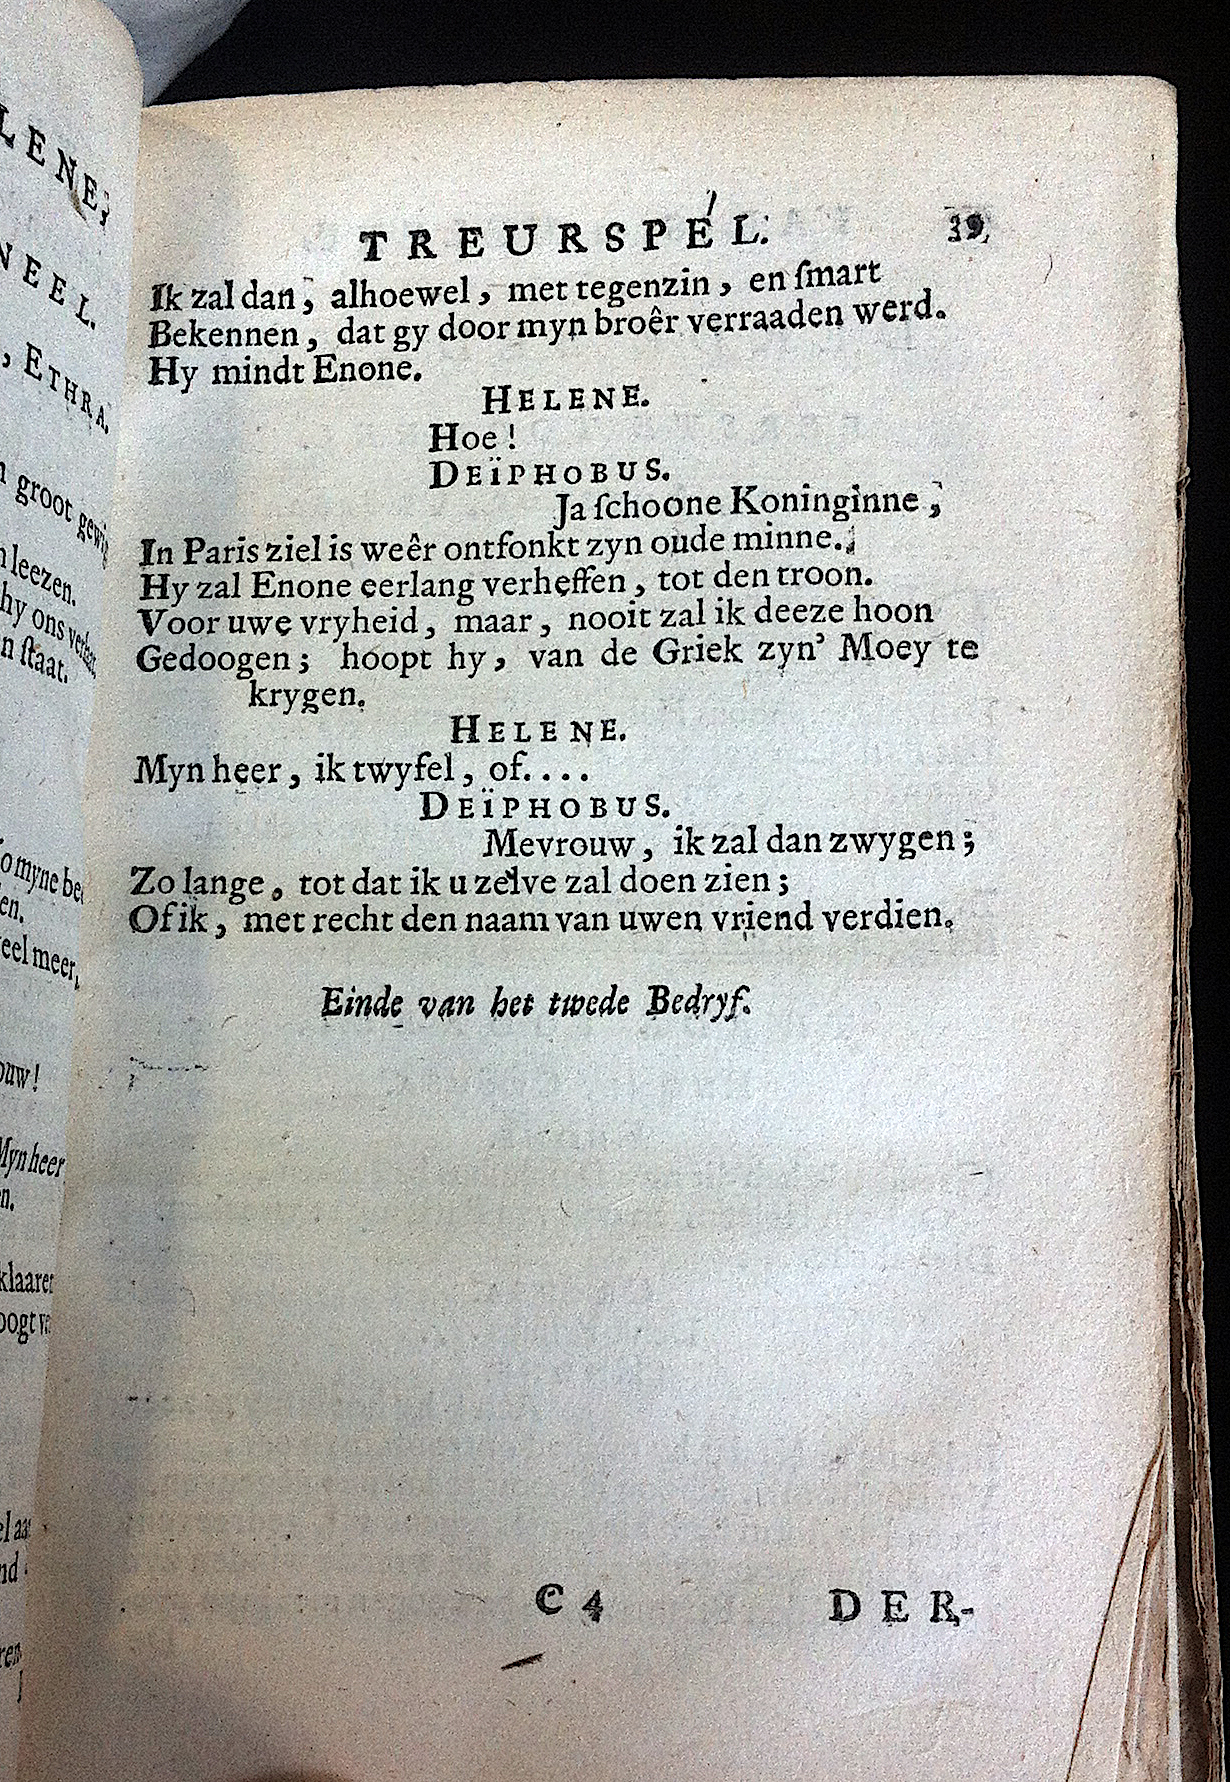 TREURSPEL. 39
Ik zal dan, alhoewel, met tegenzin, en ſmart
Bekennen, dat gy door myn broêr verraaden werd.
Hy mindt Enone.
HELENE.
Hoe!
DEÏPHOBUS.
Ja ſchoone Koninginne,
In Paris ziel is weêr ontfonkt zyn oude minne.
Hy zal Enone eerlang verheffen, tot den troon.
Voor uwe vryheid, maar, nooit zal ik deeze hoon
Gedoogen; hoopt hy, van de Griek zyn' Moey te
krygen.
HELENE.
Myn heer, ik twyfel, of....
DEÏPHOBUS.
Mevrouw, ik zal dan zwygen;
Zo lange, tot dat ik u zelve zal doen zien;
Of ik, met recht den naam van uwen vriend verdien.
Einde van het twede Bedryf.
C 4 DER-